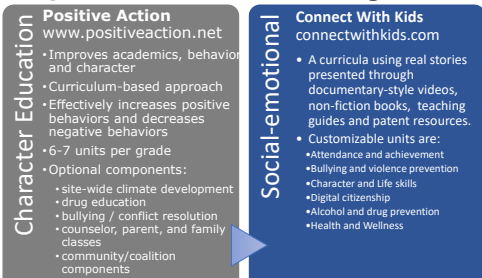 Character Education
Positive Action
www.positiveaction.net
•Improves academics, behavior
and character
•Curriculum-based approach
•Effectively increases positive
behaviors and decreases
negative behaviors
•6-7 units per grade
•Optional components:
•site-wide climate development
•drug education
•bullying / conflict resolution
•counselor, parent, and family
classes
•community/coalition
components
Social-emotional
Connect With Kids
connectwithkids.com
• A curricula using real stories
presented through
documentary-style videos,
non-fiction books, teaching
guides and patent resources.
• Customizable units are:
•Attendance and achievement
•Bullying and violence prevention
•Character and Life skills
•Digital citizenship
•Alcohol and drug prevention
•Health and Wellness